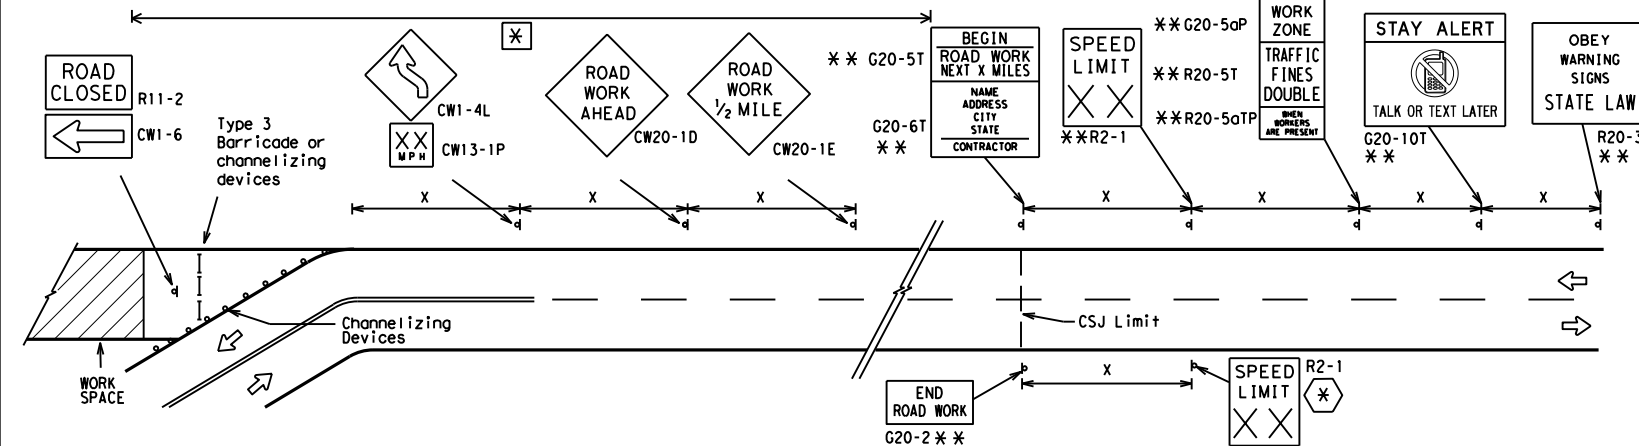 ROAD
CLOSED
R11-2
CW1-6
Type 3
Barricade or
channelizing
devices
CW1-4L
XX
MPH
CW13-1P
*
ROAD
WORK
AHEAD
CW20-1D
ROAD
WORK
1/2 MILE
CW20-1E
** G20-5T
G20-6T
**
BEGIN
ROAD WORK
NEXT X MILES
NAME
ADDRESS
CITY
STATE
CONTRACTOR
SPEED
LIMIT
XX
**R2-1
**G20-5aP
**R20-5T
**R20-5aTP
WORK
ZONE
TRAFFIC
FINES
DOUBLE
WHEN
WORKERS
ARE PRESENT
STAY ALERT
TALK OR TEXT LATER
G20-10T
**
OBEY
WARNING
SIGNS
STATE LAW
R20-3
**
X
X
X
X
X
X
X
Channelizing
Devices
WORK
SPACE
CSJ Limit
X
END
ROAD WORK
G20-2 **
SPEED
LIMIT
XX
R2-1
*